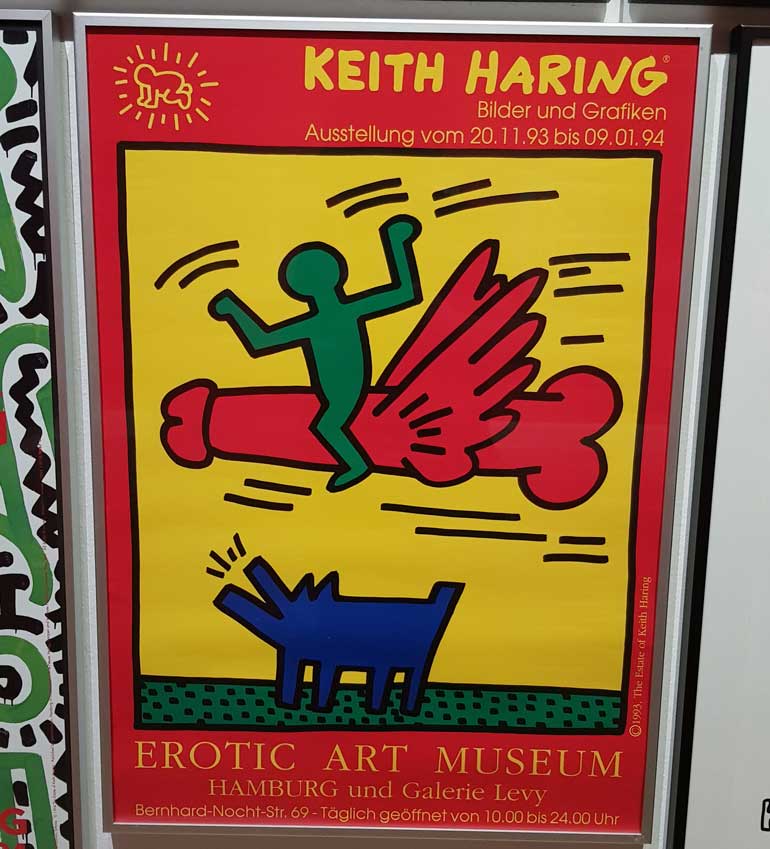 KEITH HARING®
Bilder und Grafiken
Ausstellung vom 20.11.93 bis 09.01.94
©1993, The Estate of Keith Haring
EROTIC ART MUSEUM
HAMBURG und Galerie Levy
Bernhard-Nocht-Str. 69 - Täglich geöffnet von 10.00 bis 24.00 Uhr